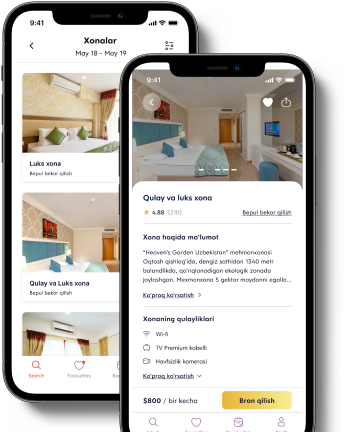 9:41
Xonalar
May 18 - May 19
Luks xona
Bepul bekor qilish
Qulay va Luks xona
Bepul bekor qilish
Search
Favourites
9:41
Qulay va luks xona
4.88 (210)
Bepul bekor qilish
Xona haqida ma'lumot
"Heaven's Garden Uzbekistan" mehmonxonasi
Oqtosh qishlog'ida, dengiz sathidan 1340 metr
balandlikda, qo'riqlanadigan ekologik zonada
joylashgan. Mexmonxona 5 gektar maydonni egalla...
Ko'proq ko'rsatish
Xonaning qulayliklari
Wi-fi
TV Premium kabelli
Havfsizlik kamerasi
Ko'proq ko'rsatish
$800 / bir kecha
Bron qilish